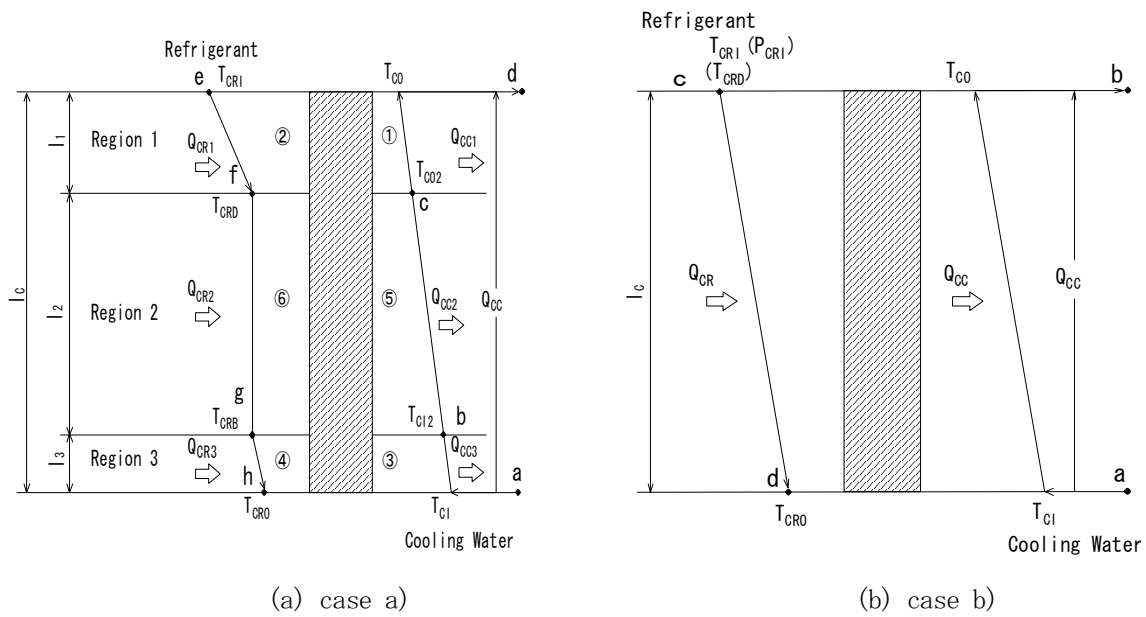 Refrigerant
e T_CRI
T_CO
d
l_1
Region 1
Q_CR1
②
①
Q_CC1
f
T_CO2
T_CRD
c
l_C
l_2
Region 2
Q_CR2
⑥
⑤
Q_CC2
Q_CC
g
T_CRB
T_CI2
b
l_3
Region 3
Q_CR3
④
③
Q_CC3
h
a
T_CRO
T_CI
Cooling Water
(a) case a)
Refrigerant
T_CRI (P_CRI)
c (T_CRD)
T_CO
b
l_C
Q_CR
Q_CC
Q_CC
d
a
T_CRO
T_CI
Cooling Water
(b) case b)